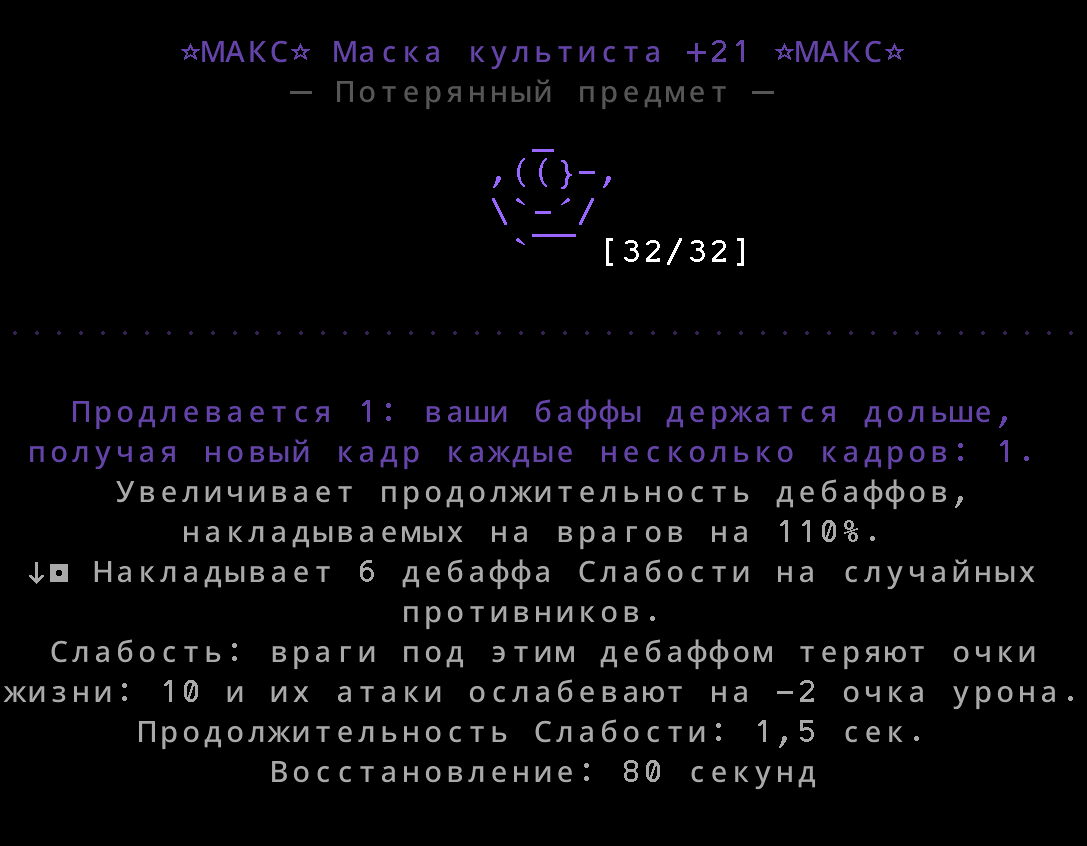 ☆МАКС☆ Маска культиста +21 ☆МАКС☆
— Потерянный предмет —
[32/32]
Продлевается 1: ваши баффы держатся дольше,
получая новый кадр каждые несколько кадров: 1.
Увеличивает продолжительность дебаффов,
накладываемых на врагов на 110%.
↓◘ Накладывает 6 дебаффа Слабости на случайных
противников.
Слабость: враги под этим дебаффом теряют очки
жизни: 10 и их атаки ослабевают на -2 очка урона.
Продолжительность Слабости: 1,5 сек.
Восстановление: 80 секунд